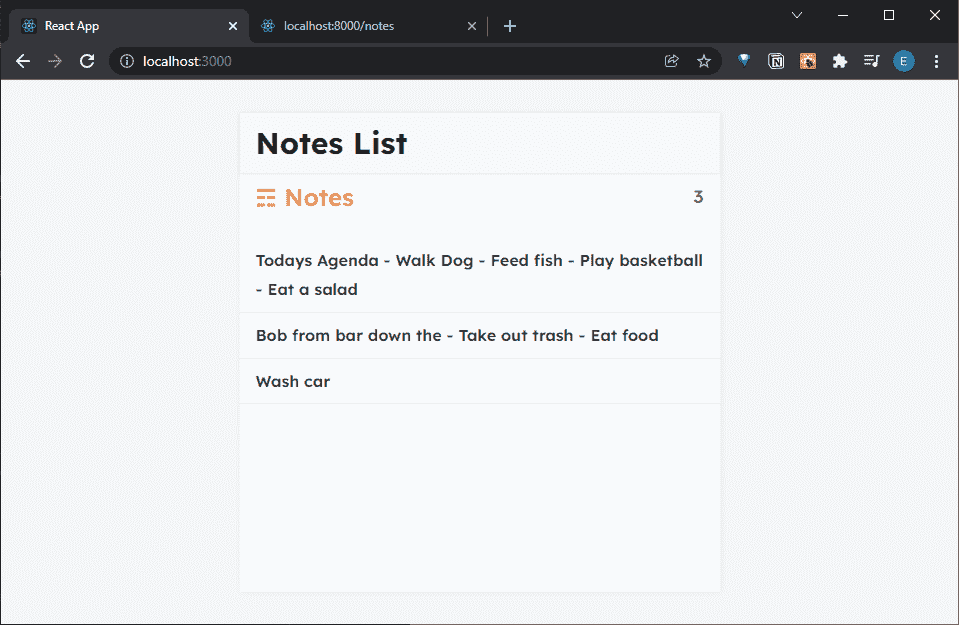 React App
localhost:8000/notes
localhost:3000
N
E
Notes List
Notes
3
Todays Agenda - Walk Dog - Feed fish - Play basketball
- Eat a salad
Bob from bar down the - Take out trash - Eat food
Wash car